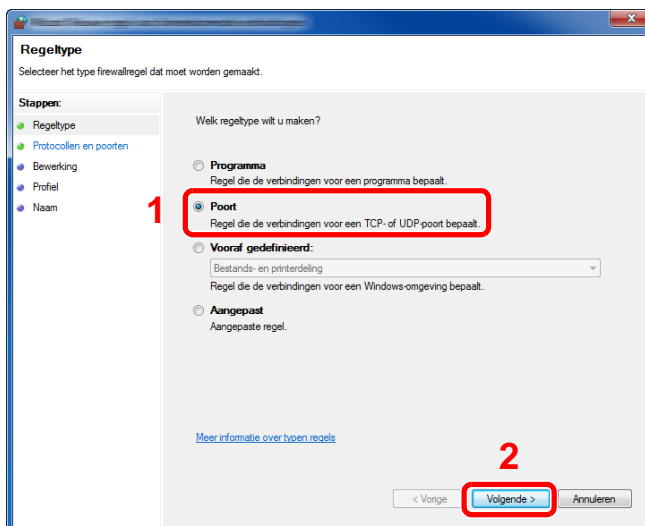 Regeltype
Selecteer het type firewallregel dat moet worden gemaakt.
Stappen:
Regeltype
Protocollen en poorten
Bewerking
Profiel
Naam
Welk regeltype wilt u maken?
Programma
Regel die de verbindingen voor een programma bepaalt.
1
Poort
Regel die de verbindingen voor een TCP- of UDP-poort bepaalt.
Vooraf gedefinieerd:
Bestands- en printerdeling
Regel die de verbindingen voor een Windows-omgeving bepaalt.
Aangepast
Aangepaste regel.
Meer informatie over typen regels
2
< Vorige
Volgende >
Annuleren